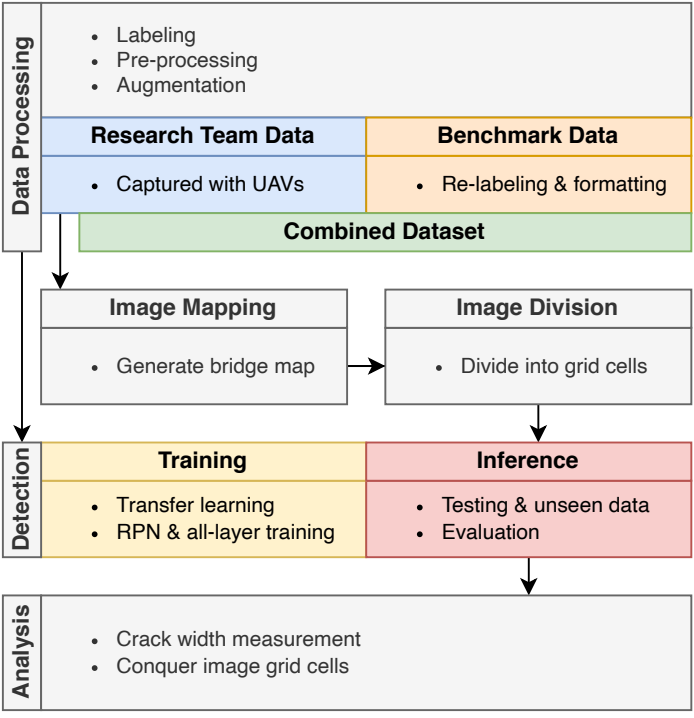 Data Processing
• Labeling
• Pre-processing
• Augmentation
Research Team Data
Benchmark Data
• Captured with UAVs
• Re-labeling & formatting
Combined Dataset
Image Mapping
Image Division
• Generate bridge map
• Divide into grid cells
Detection
Training
Inference
• Transfer learning
• RPN & all-layer training
• Testing & unseen data
• Evaluation
Analysis
• Crack width measurement
• Conquer image grid cells